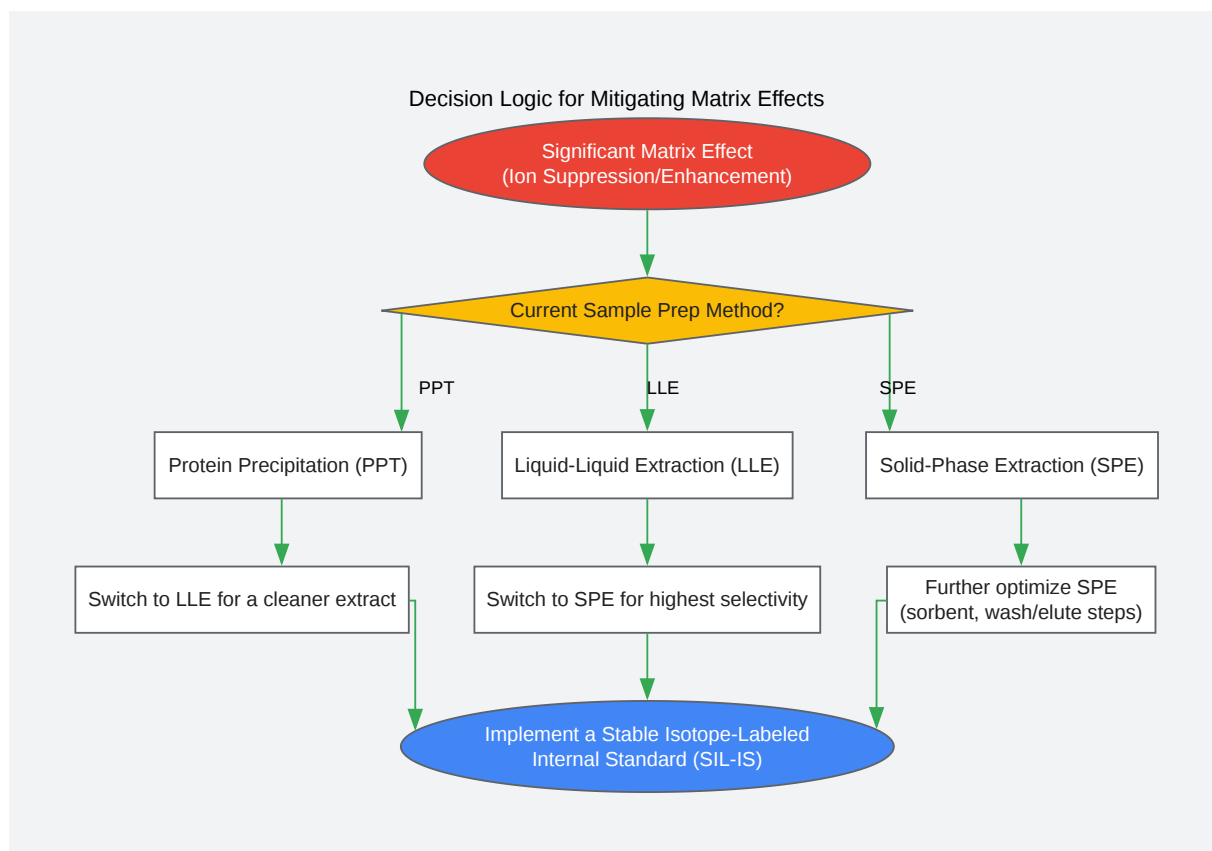 Decision Logic for Mitigating Matrix Effects
Significant Matrix Effect
(Ion Suppression/Enhancement)
Current Sample Prep Method?
PPT
LLE
SPE
Protein Precipitation (PPT)
Liquid-Liquid Extraction (LLE)
Solid-Phase Extraction (SPE)
Switch to LLE for a cleaner extract
Switch to SPE for highest selectivity
Further optimize SPE
(sorbent, wash/elute steps)
Implement a Stable Isotope-Labeled
Internal Standard (SIL-IS)